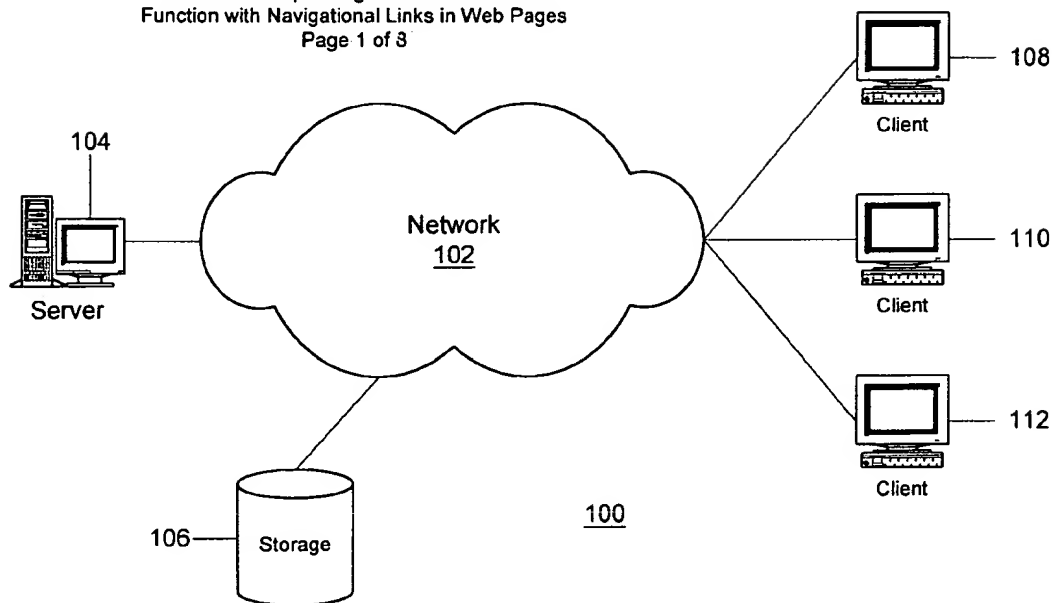 Function with Navigational Links in Web Pages
Page 1 of 8
108
Client
104
Network
102
110
Client
Server
112
Client
100
106
Storage